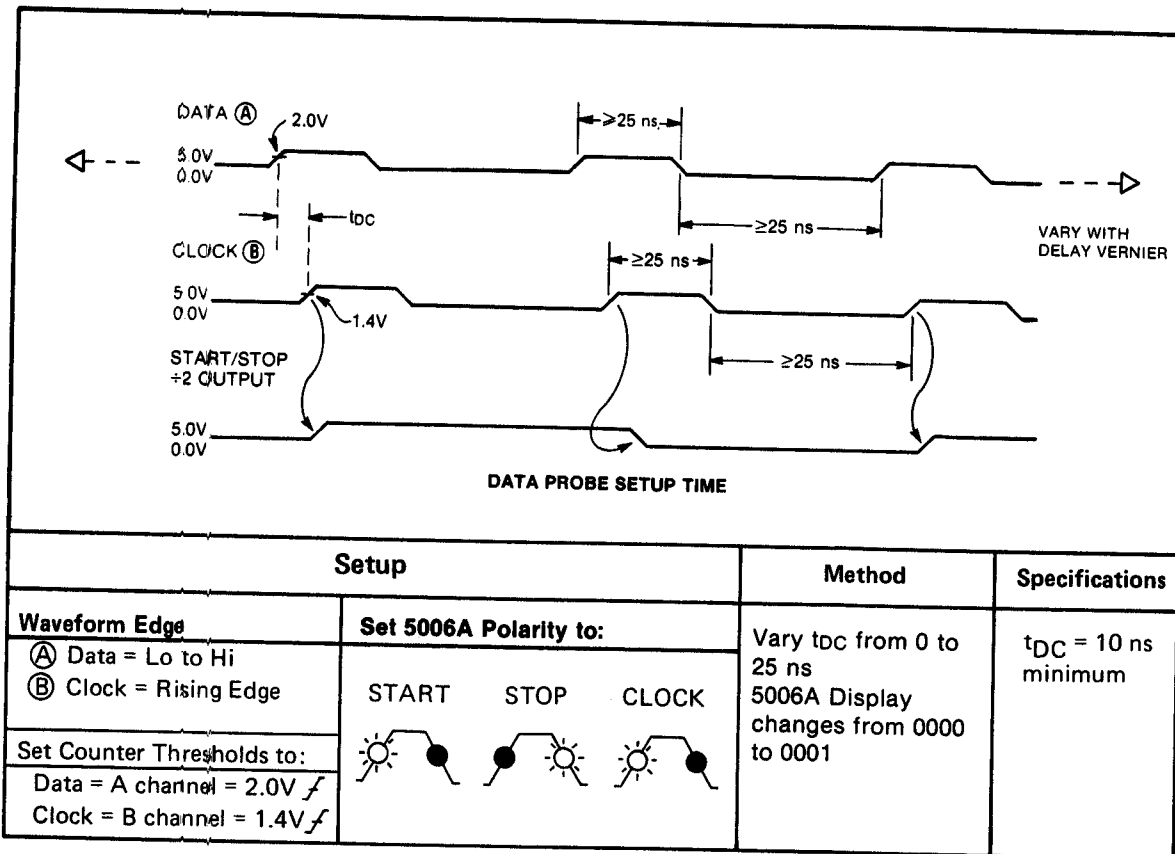 DATA Ⓐ
2.0V
≥25 ns
5.0V
0.0V
tDC
≥25 ns
VARY WITH
DELAY VERNIER
CLOCK Ⓑ
≥25 ns
5.0V
0.0V
1.4V
START/STOP
÷2 OUTPUT
≥25 ns
5.0V
0.0V
DATA PROBE SETUP TIME
Setup
Method
Specifications
Waveform Edge
Ⓐ Data = Lo to Hi
Ⓑ Clock = Rising Edge
Set Counter Thresholds to:
Data = A channel = 2.0V ƒ
Clock = B channel = 1.4V ƒ
Set 5006A Polarity to:
START STOP CLOCK
Vary tDC from 0 to
25 ns
5006A Display
changes from 0000
to 0001
tDC = 10 ns
minimum